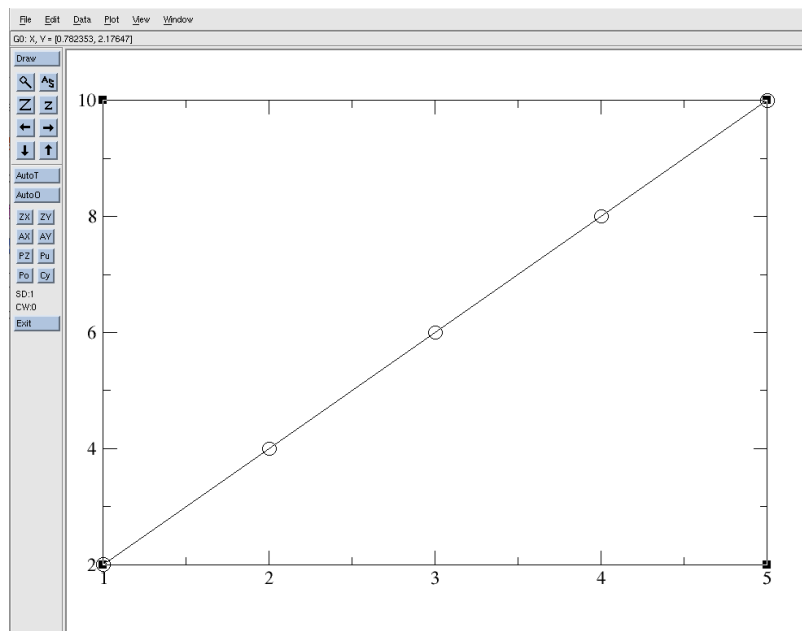 File Edit Data Plot View Window
G0: X, Y = [0.782353, 2.17647]
Draw
A S
Z z
AutoT
AutoO
ZX ZY
AX AY
PZ Pu
Po Cy
SD:1
CW:0
Exit
10
8
6
4
2
1 2 3 4 5